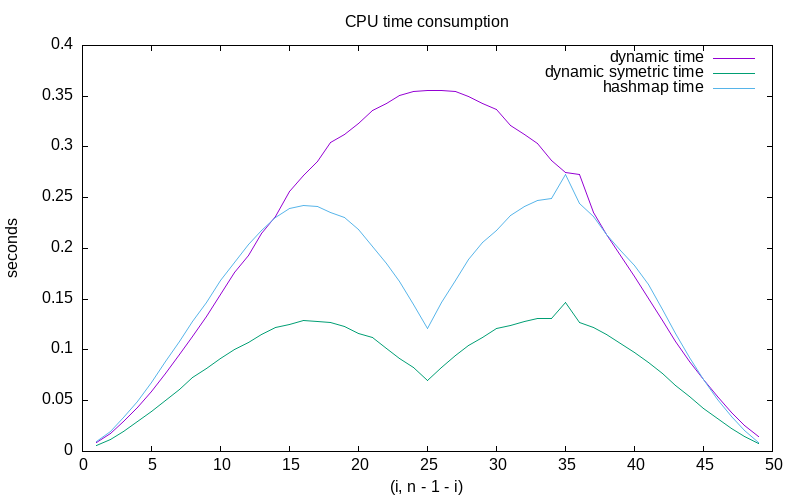 CPU time consumption
dynamic time
dynamic symetric time
hashmap time
0.4
0.35
0.3
0.25
0.2
0.15
0.1
0.05
0
seconds
0 5 10 15 20 25 30 35 40 45 50
(i, n - 1 - i)